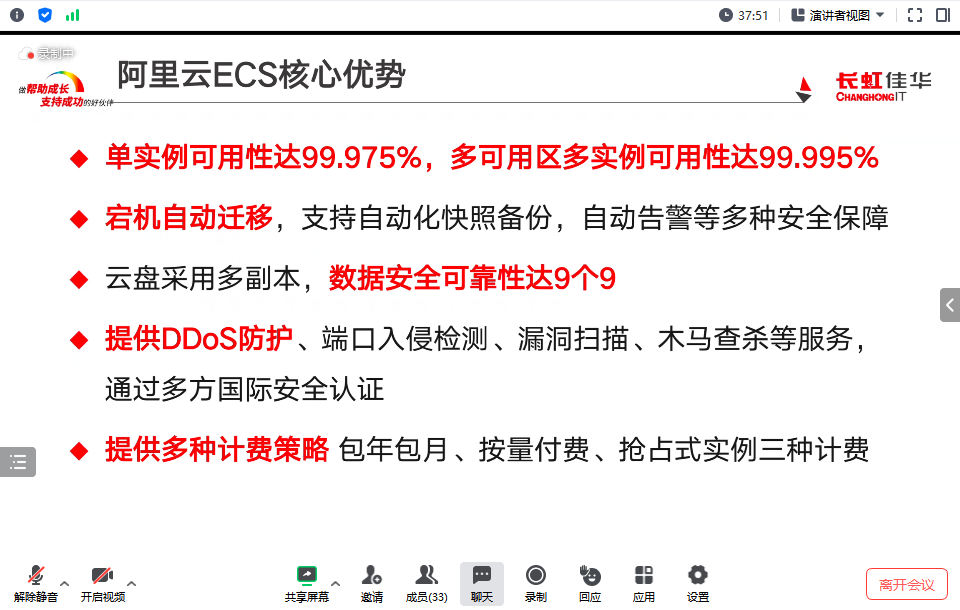 37:51
演讲者视图
录制中
做帮助成长
支持成功的好伙伴
阿里云ECS核心优势
长虹佳华
CHANGHONGIT
单实例可用性达99.975%，多可用区多实例可用性达99.995%
宕机自动迁移，支持自动化快照备份，自动告警等多种安全保障
云盘采用多副本，数据安全可靠性达9个9
提供DDoS防护、端口入侵检测、漏洞扫描、木马查杀等服务，
通过多方国际安全认证
提供多种计费策略 包年包月、按量付费、抢占式实例三种计费
解除静音
开启视频
共享屏幕
邀请
成员(33)
聊天
录制
回应
应用
设置
离开会议